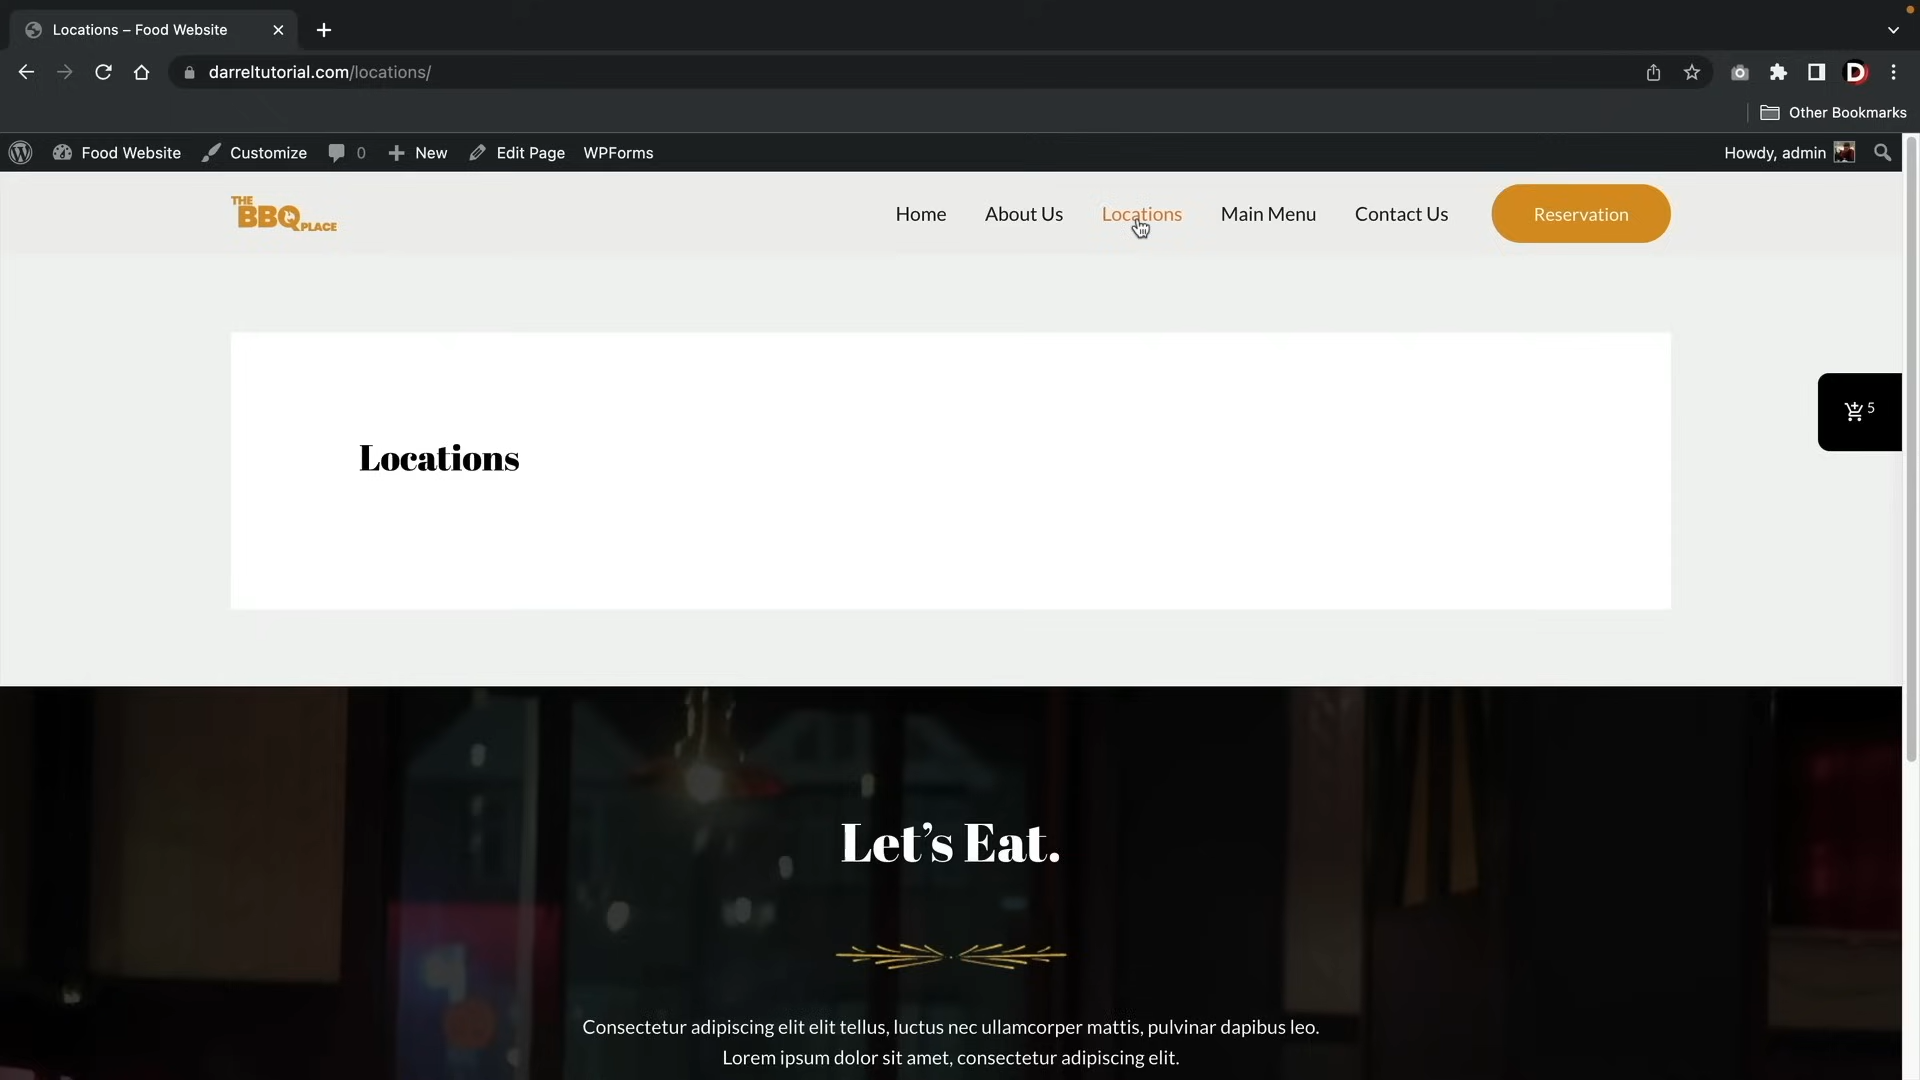 Locations – Food Website
darreltutorial.com/locations/
D
Other Bookmarks
Food Website Customize 0 New Edit Page WPForms Howdy, admin
THE BBQ PLACE
Home About Us Locations Main Menu Contact Us Reservation
5
Locations
Let’s Eat.
Consectetur adipiscing elit elit tellus, luctus nec ullamcorper mattis, pulvinar dapibus leo.
Lorem ipsum dolor sit amet, consectetur adipiscing elit.